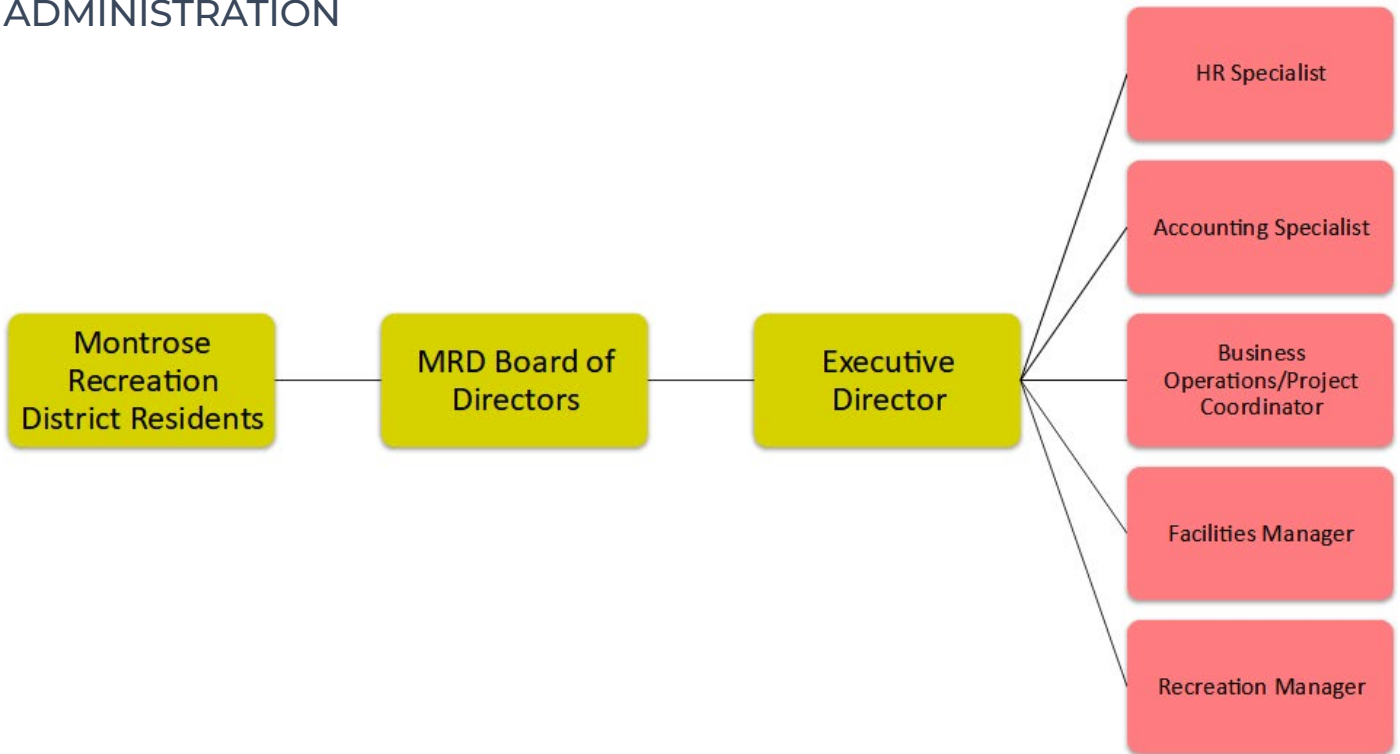 ADMINISTRATION
Montrose
Recreation
District Residents
MRD Board of
Directors
Executive
Director
HR Specialist
Accounting Specialist
Business
Operations/Project
Coordinator
Facilities Manager
Recreation Manager